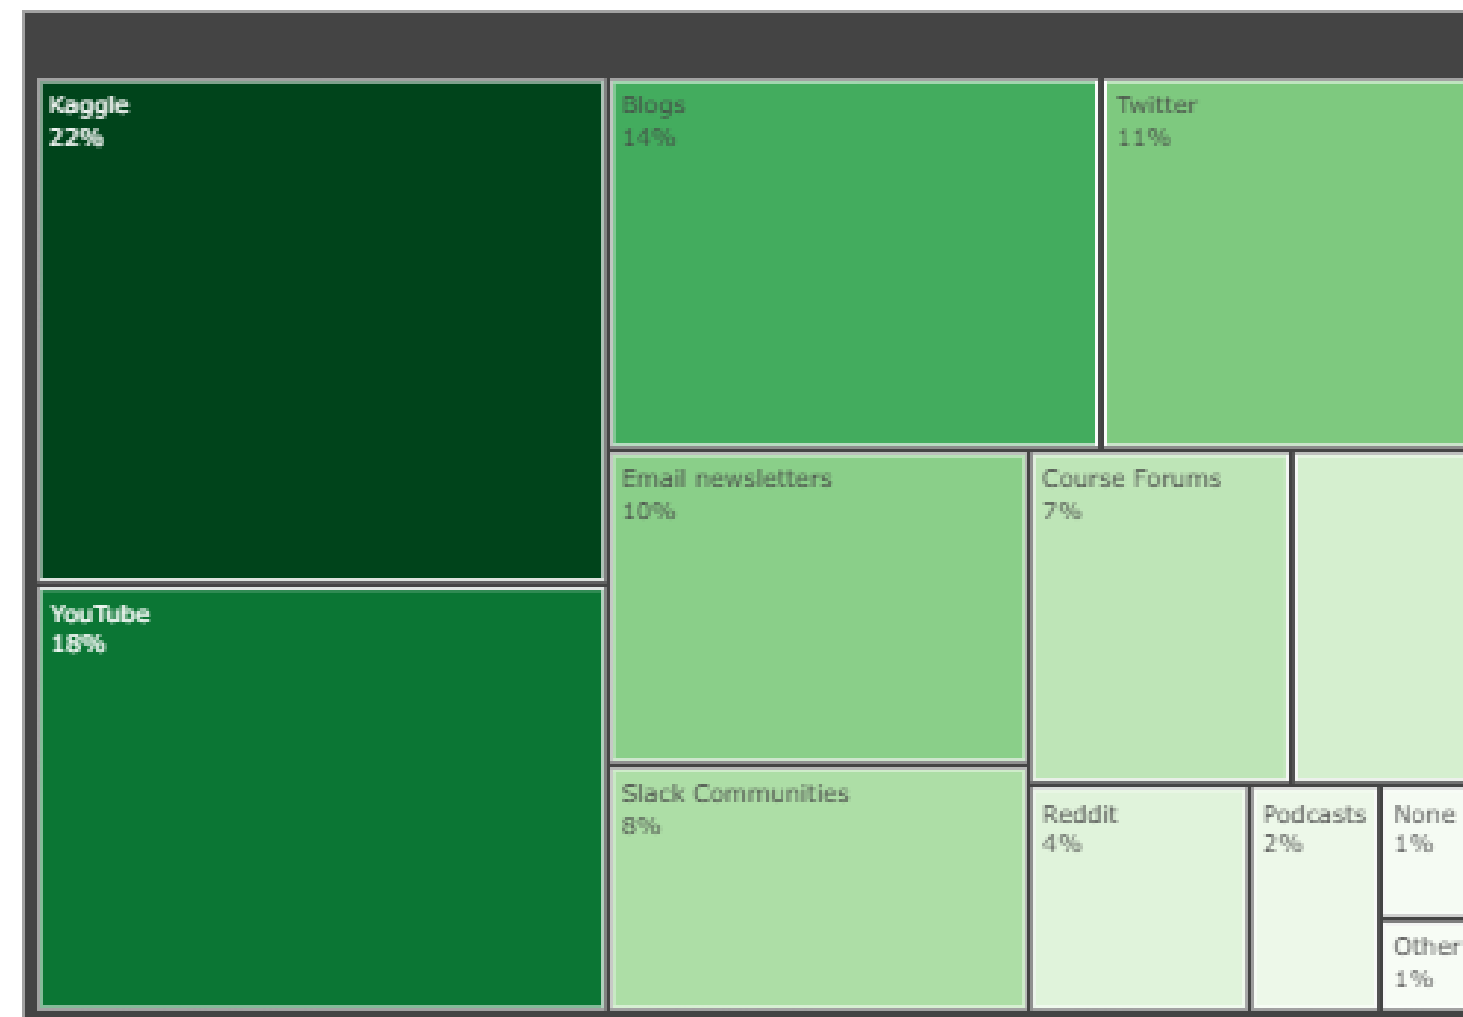 Kaggle
22%
Blogs
14%
Twitter
11%
Email newsletters
10%
Course Forums
7%
YouTube
18%
Slack Communities
8%
Reddit
4%
Podcasts
2%
None
1%
Other
1%